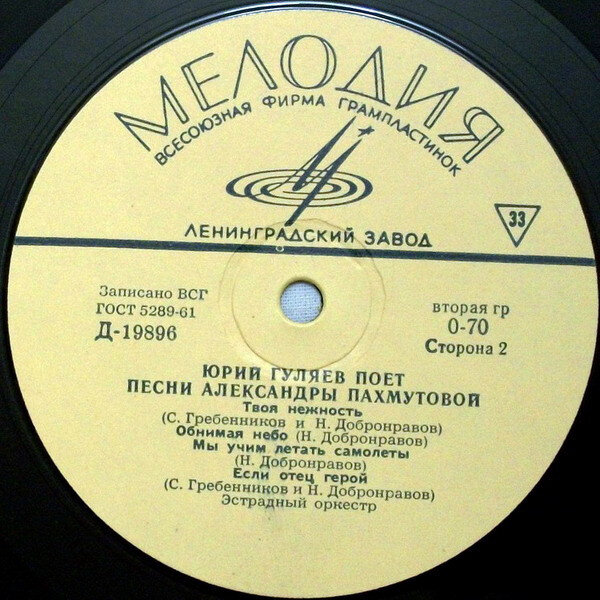 МЕЛОДИЯ
ВСЕСОЮЗНАЯ ФИРМА ГРАМПЛАСТИНОК
ЛЕНИНГРАДСКИЙ ЗАВОД
33
Записано ВСГ
ГОСТ 5289-61
Д-19896
вторая гр
0-70
Сторона 2
ЮРИЙ ГУЛЯЕВ ПОЕТ
ПЕСНИ АЛЕКСАНДРЫ ПАХМУТОВОЙ
Твоя нежность
(С. Гребенников и Н. Добронравов)
Обнимая небо (Н. Добронравов)
Мы учим летать самолеты
(Н. Добронравов)
Если отец герой
(С. Гребенников и Н. Добронравов)
Эстрадный оркестр